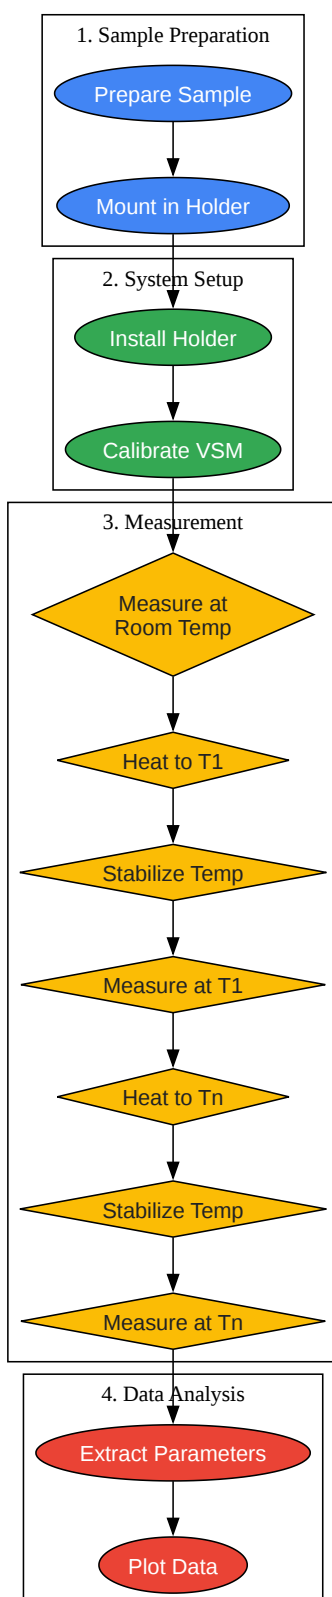 1. Sample Preparation
Prepare Sample
Mount in Holder
2. System Setup
Install Holder
Calibrate VSM
3. Measurement
Measure at
Room Temp
Heat to T1
Stabilize Temp
Measure at T1
Heat to Tn
Stabilize Temp
Measure at Tn
4. Data Analysis
Extract Parameters
Plot Data